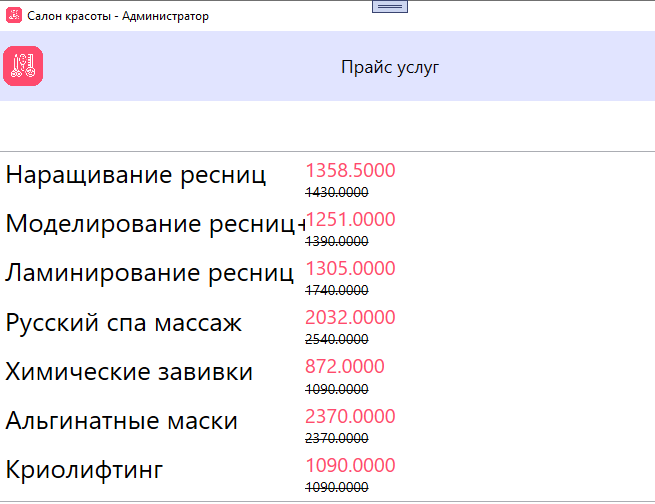 Салон красоты - Администратор
Прайс услуг
Наращивание ресниц 1358.5000
1430.0000
Моделирование ресниц+ 1251.0000
1390.0000
Ламинирование ресниц 1305.0000
1740.0000
Русский спа массаж 2032.0000
2540.0000
Химические завивки 872.0000
1090.0000
Альгинатные маски 2370.0000
2370.0000
Криолифтинг 1090.0000
1090.0000